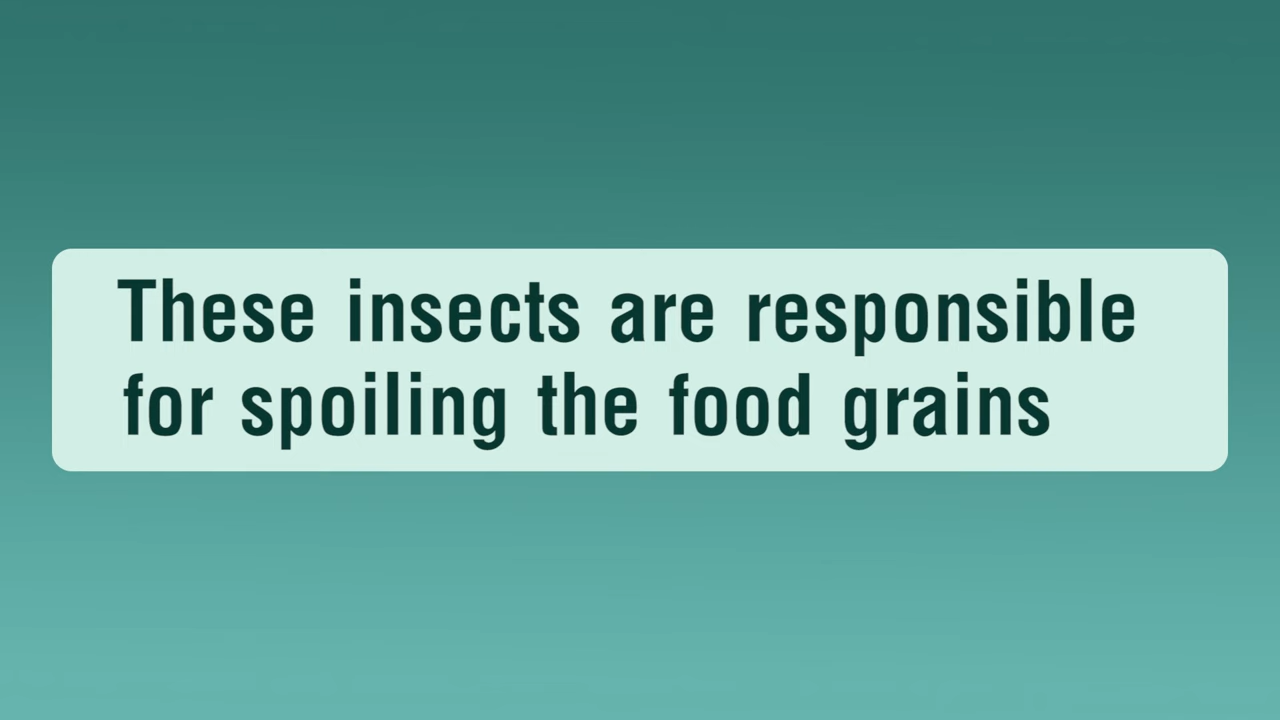 These insects are responsible
for spoiling the food grains